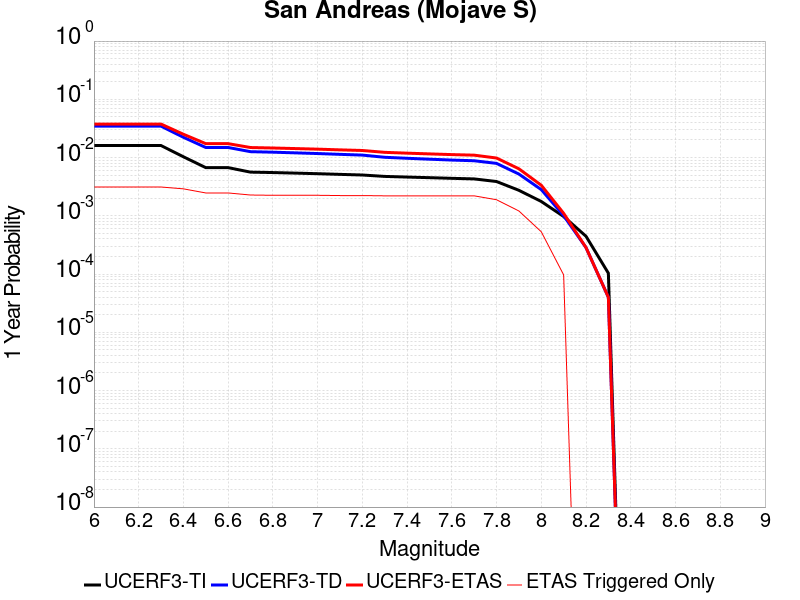 San Andreas (Mojave S)
10^0
10^-1
10^-2
10^-3
10^-4
10^-5
10^-6
10^-7
10^-8
1 Year Probability
6 6.2 6.4 6.6 6.8 7 7.2 7.4 7.6 7.8 8 8.2 8.4 8.6 8.8 9
Magnitude
UCERF3-TI UCERF3-TD UCERF3-ETAS ETAS Triggered Only